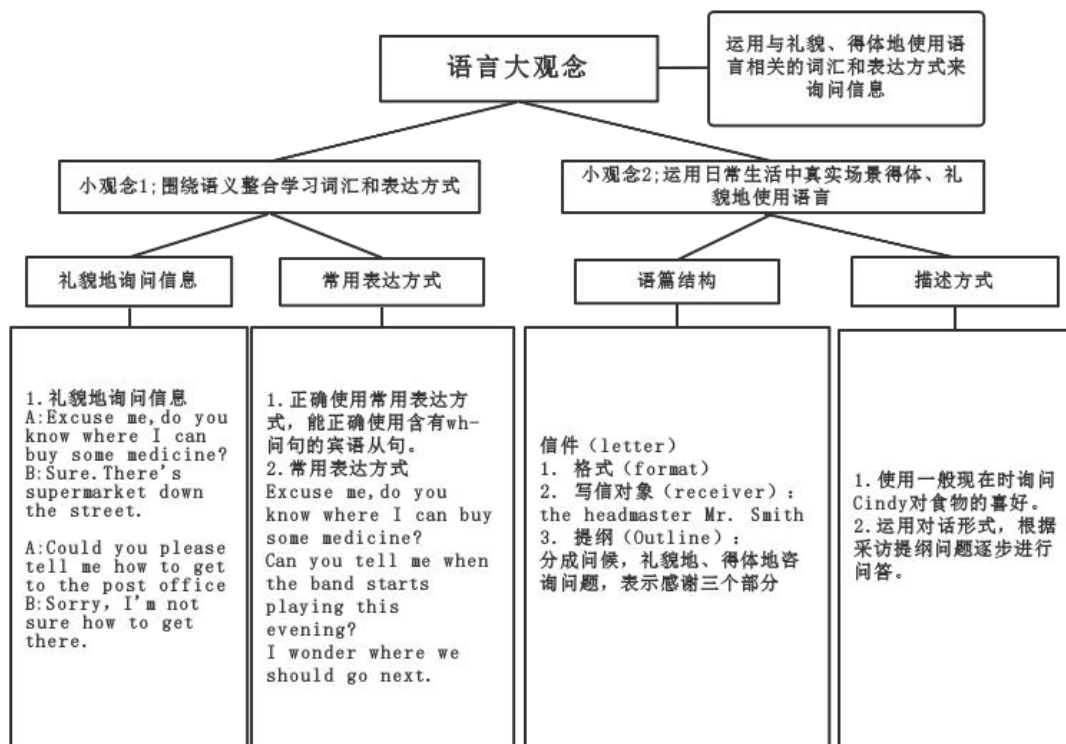 语言大观念
运用与礼貌、得体地使用语
言相关的词汇和表达方式来
询问信息
小观念1;围绕语义整合学习词汇和表达方式
小观念2;运用日常生活中真实场景得体、礼
貌地使用语言
礼貌地询问信息
常用表达方式
语篇结构
描述方式
1.礼貌地询问信息
A:Excuse me,do you
know where I can
buy some medicine?
B:Sure.There's
supermarket down
the street.
A:Could you please
tell me how to get
to the post office
B:Sorry, I'm not
sure how to get
there.
1.正确使用常用表达方
式，能正确使用含有wh-
问句的宾语从句。
2.常用表达方式
Excuse me,do you
know where I can buy
some medicine?
Can you tell me when
the band starts
playing this
evening?
I wonder where we
should go next.
信件（letter）
1. 格式（format）
2. 写信对象（receiver）：
the headmaster Mr. Smith
3. 提纲（Outline）：
分成问候，礼貌地、得体地咨
询问题，表示感谢三个部分
1.使用一般现在时询问
Cindy对食物的喜好。
2.运用对话形式，根据
采访提纲问题逐步进行
问答。